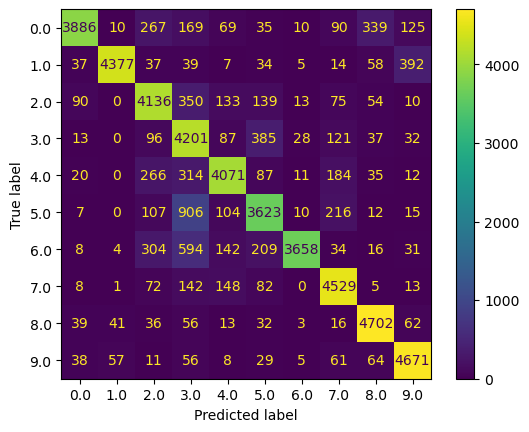 0.0 3886 10 267 169 69 35 10 90 339 125
1.0 37 4377 37 39 7 34 5 14 58 392
2.0 90 0 4136 350 133 139 13 75 54 10
3.0 13 0 96 4201 87 385 28 121 37 32
4.0 20 0 266 314 4071 87 11 184 35 12
5.0 7 0 107 906 104 3623 10 216 12 15
6.0 8 4 304 594 142 209 3658 34 16 31
7.0 8 1 72 142 148 82 0 4529 5 13
8.0 39 41 36 56 13 32 3 16 4702 62
9.0 38 57 11 56 8 29 5 61 64 4671
0.0 1.0 2.0 3.0 4.0 5.0 6.0 7.0 8.0 9.0
Predicted label
True label
4000
3000
2000
1000
0